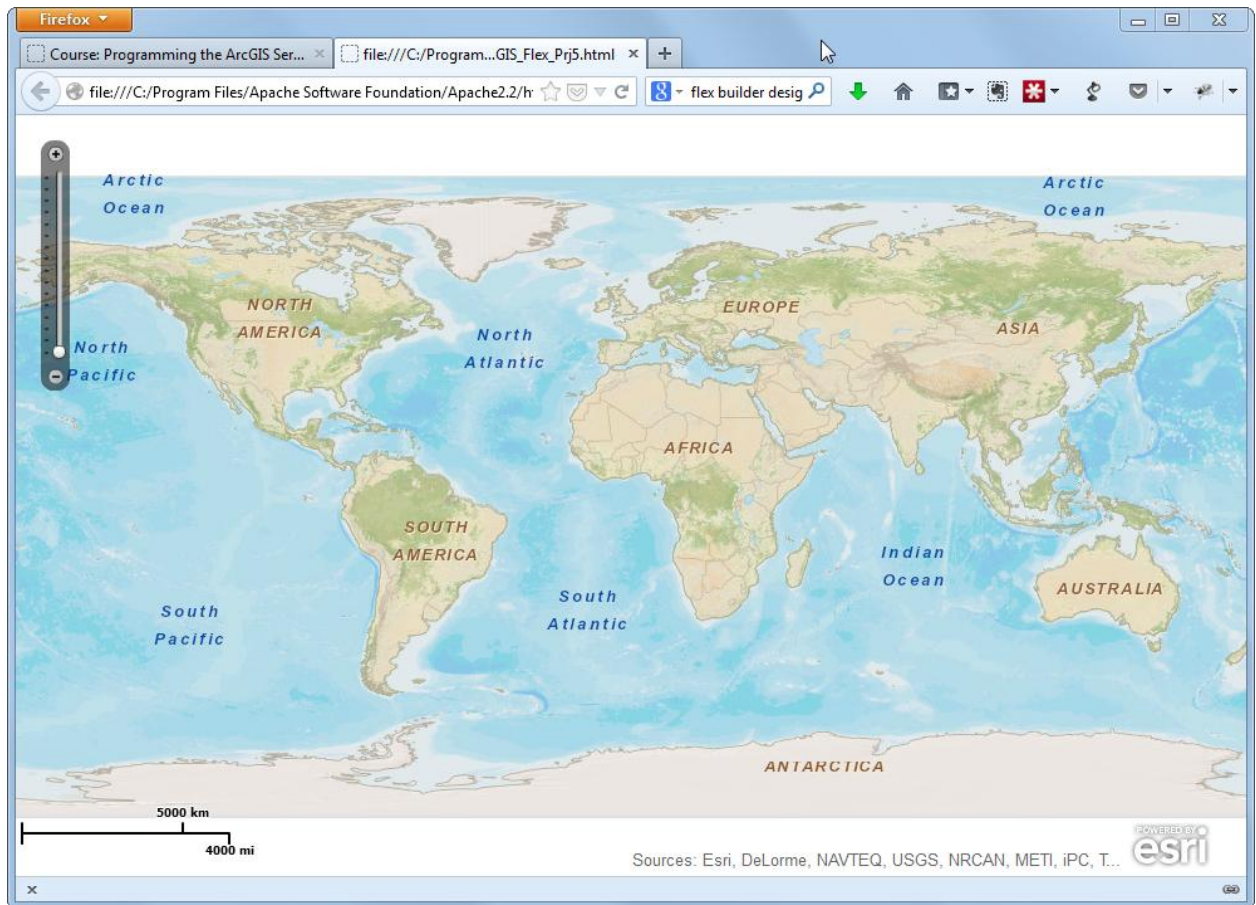 Firefox
Course: Programming the ArcGIS Ser...
file:///C:/Program...GIS_Flex_Prj5.html
file:///C:/Program Files/Apache Software Foundation/Apache2.2/h
flex builder desig
Arctic
Ocean
Arctic
Ocean
NORTH
AMERICA
EUROPE
ASIA
North
Pacific
North
Atlantic
AFRICA
SOUTH
AMERICA
Indian
Ocean
AUSTRALIA
South
Pacific
South
Atlantic
ANTARCTICA
5000 km
4000 mi
Sources: Esri, DeLorme, NAVTEQ, USGS, NRCAN, METI, iPC, T...
POWERED BY
esri